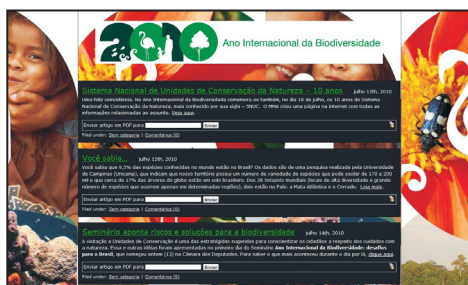 2010 Ano Internacional da Biodiversidade
Sistema Nacional de Unidades de Conservação da Natureza – 10 anos julho 15th, 2010
Uma feliz coincidência. No Ano Internacional da Biodiversidade comemora-se também, no dia 18 de julho, os 10 anos do Sistema
Nacional de Conservação da Natureza, mais conhecido por sua sigla – SNUC. O MMA criou uma página na internet com todas as
informações relacionadas ao assunto. Veja aqui.
Enviar artigo em PDF para Enviar
Filed under: Sem categoria | Comentários (0)
Você sabia... julho 15th, 2010
Você sabia que 9,5% das espécies conhecidas no mundo estão no Brasil? Os dados são de uma pesquisa realizada pela Universidade
de Campinas (Unicamp), que indicam que nosso território possui um número de variedade de espécies que pode oscilar de 170 a 200
mil e que cerca de 17% das árvores do globo estão em solo brasileiro. Dos 26 hotspots mundiais (locais de alta diversidade e grande
número de espécies que ocorrem apenas em determinadas regiões), dois estão no País: a Mata Atlântica e o Cerrado. Leia mais.
Enviar artigo em PDF para Enviar
Filed under: Sem categoria | Comentários (0)
Seminário aponta riscos e soluções para a biodiversidade julho 14th, 2010
A visitação a Unidades de Conservação é uma das estratégias sugeridas para conscientizar os cidadãos a respeito dos cuidados com
a natureza. Essa e outras idéias foram apresentadas no primeiro dia do Seminário Ano Internacional da Biodiversidade: desafios
para o Brasil, que começou ontem (13) na Câmara dos Deputados. Para saber o que mais aconteceu durante o dia por lá, clique aqui.
Enviar artigo em PDF para Enviar
Filed under: Sem categoria | Comentários (0)